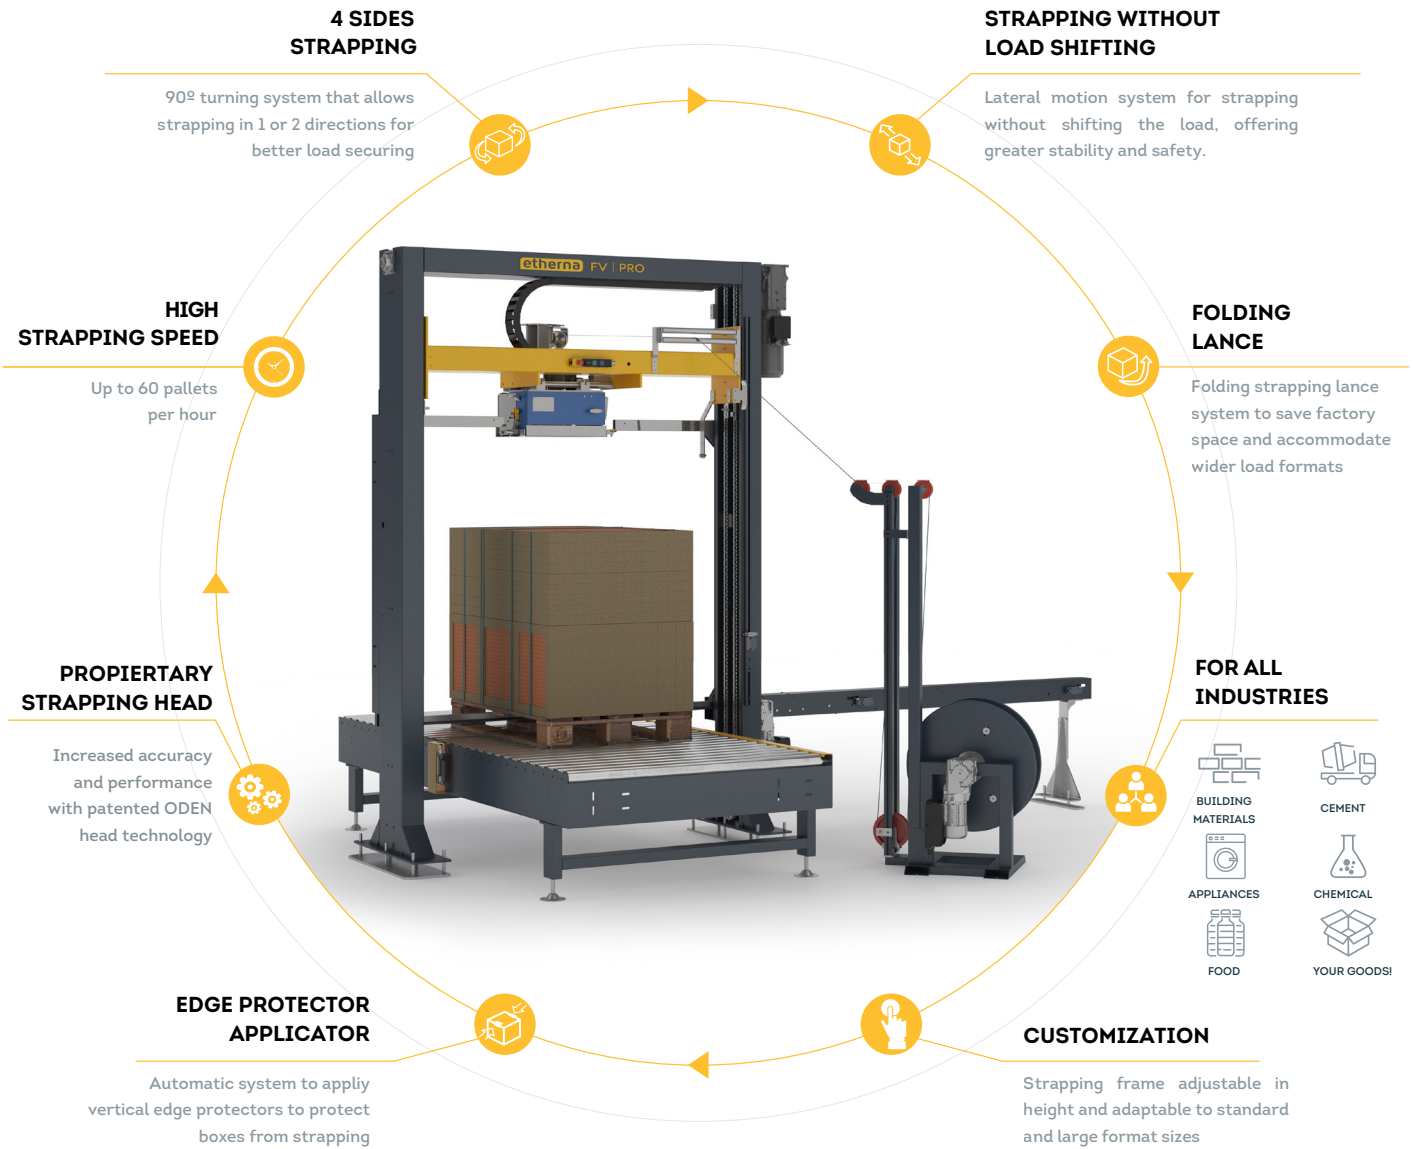 4 SIDES
STRAPPING
90º turning system that allows
strapping in 1 or 2 directions for
better load securing
STRAPPING WITHOUT
LOAD SHIFTING
Lateral motion system for strapping
without shifting the load, offering
greater stability and safety.
etherna FV | PRO
HIGH
STRAPPING SPEED
Up to 60 pallets
per hour
FOLDING
LANCE
Folding strapping lance
system to save factory
space and accommodate
wider load formats
PROPIERTARY
STRAPPING HEAD
Increased accuracy
and performance
with patented ODEN
head technology
FOR ALL
INDUSTRIES
BUILDING
MATERIALS
CEMENT
APPLIANCES
CHEMICAL
FOOD
YOUR GOODS!
EDGE PROTECTOR
APPLICATOR
Automatic system to appliy
vertical edge protectors to protect
boxes from strapping
CUSTOMIZATION
Strapping frame adjustable in
height and adaptable to standard
and large format sizes